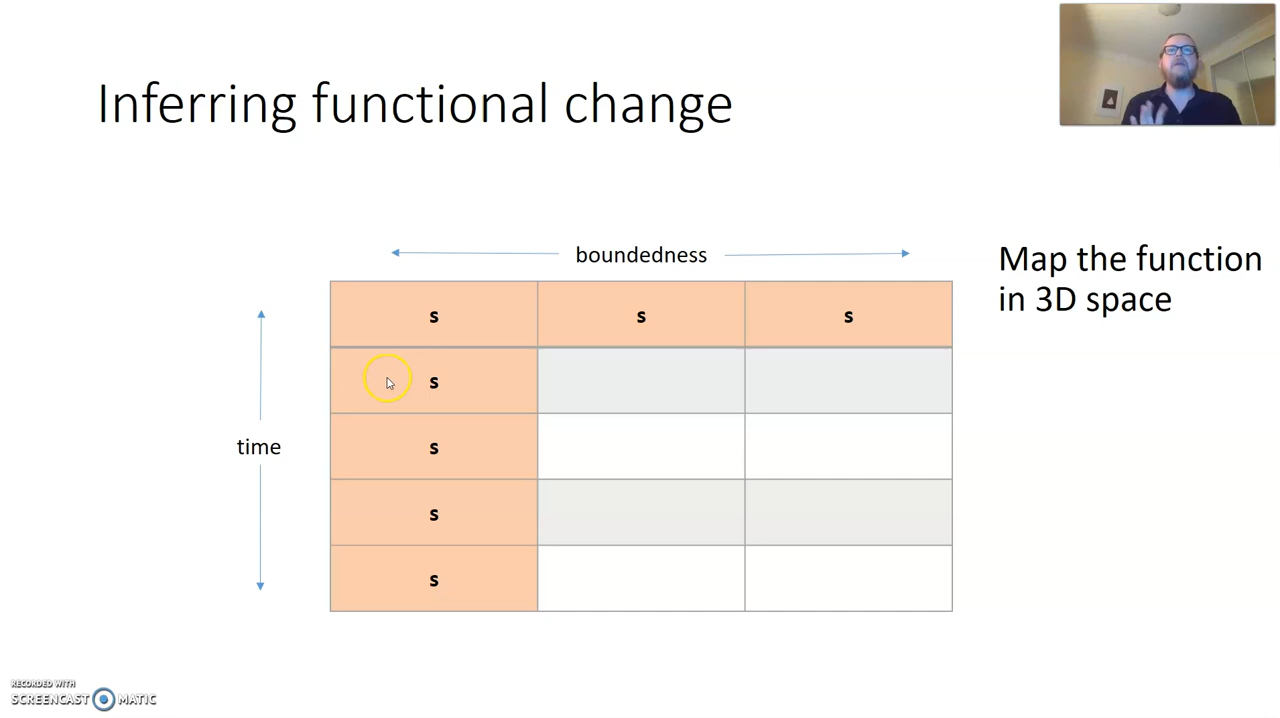 Inferring functional change
boundedness
Map the function
in 3D space
s s s
s
time
s
s
s
RECORDED WITH
SCREENCAST MATIC